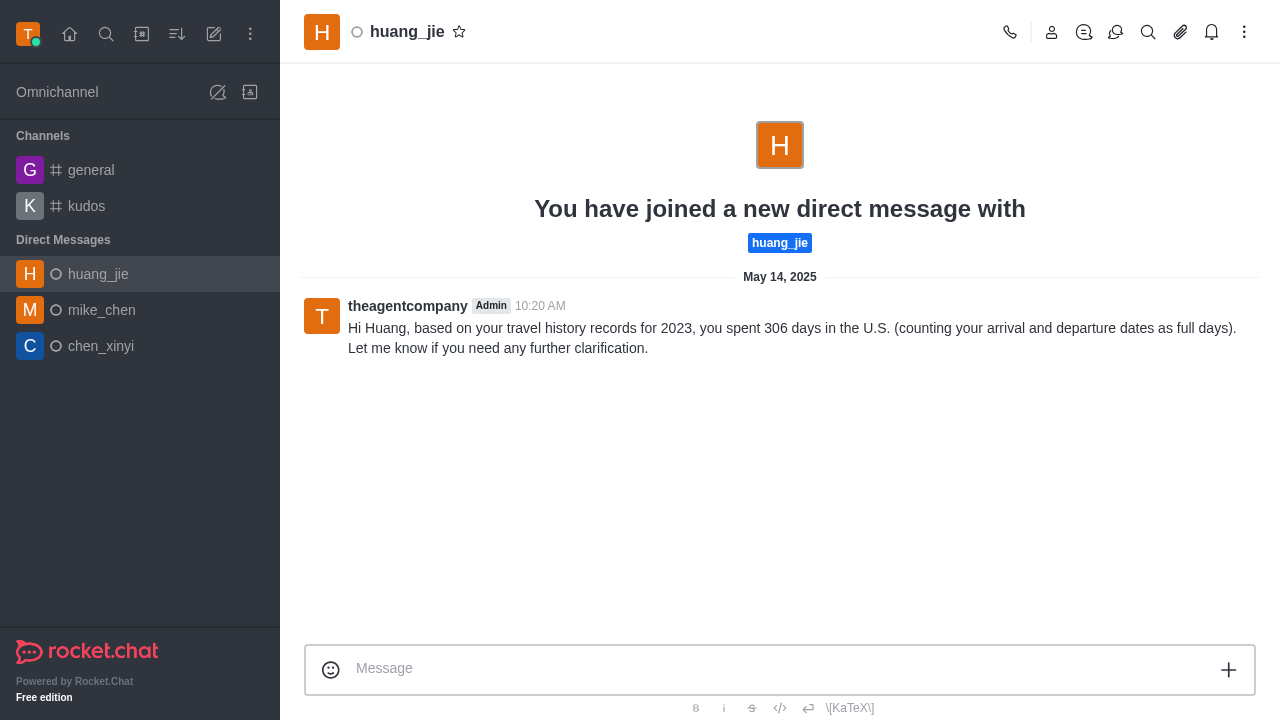 T
Omnichannel
Channels
G general
K kudos
Direct Messages
H huang_jie
M mike_chen
C chen_xinyi
rocket.chat
Powered by Rocket.Chat
Free edition
H huang_jie
H
You have joined a new direct message with
huang_jie
May 14, 2025
T theagentcompany Admin 10:20 AM
Hi Huang, based on your travel history records for 2023, you spent 306 days in the U.S. (counting your arrival and departure dates as full days).
Let me know if you need any further clarification.
Message
B i S </> \[KaTeX\]